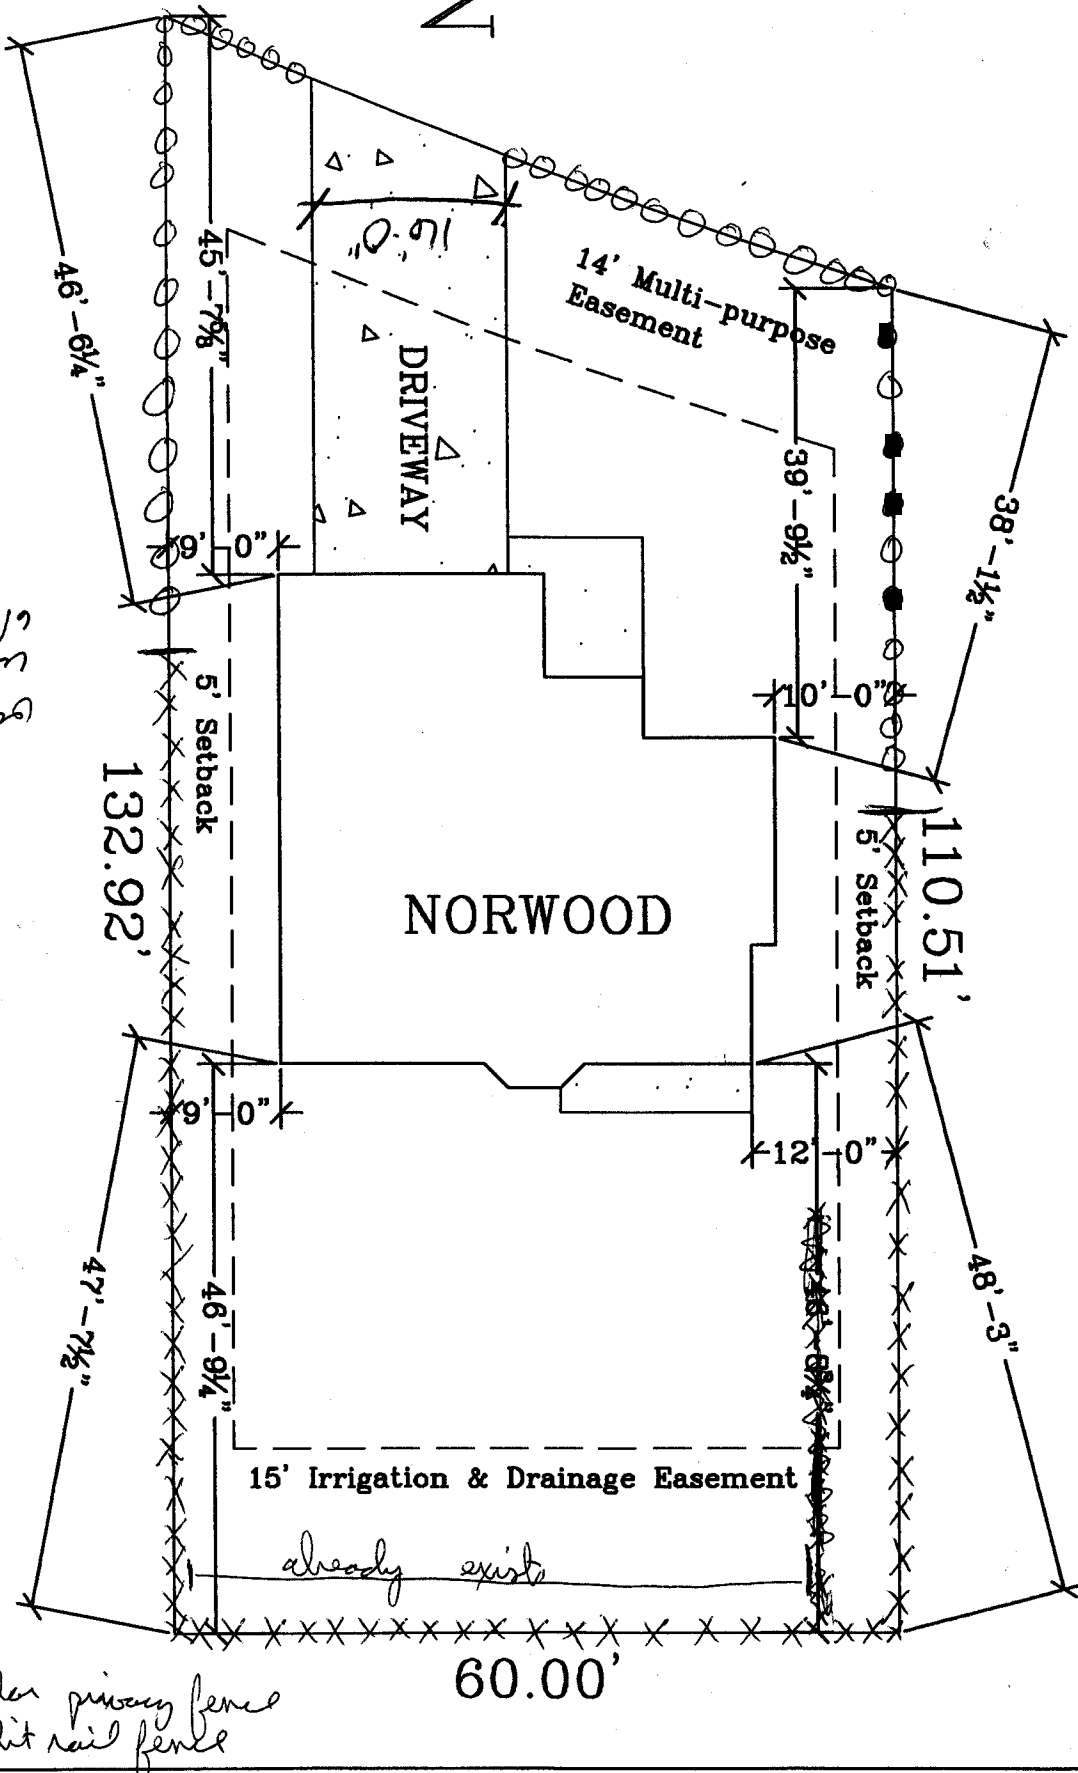 14' Multi-purpose
Easement
16'-0"
45'-7⅞"
46'-6¼"
DRIVEWAY
39'-9½"
38'-1½"
9'-0"
10'-0"
5' Setback
132.92'
110.51'
5' Setback
NORWOOD
9'-0"
12'-0"
47'-7½"
46'-9¼"
48'-3"
15' Irrigation & Drainage Easement
already exist
60.00'
privacy fence
rail fence